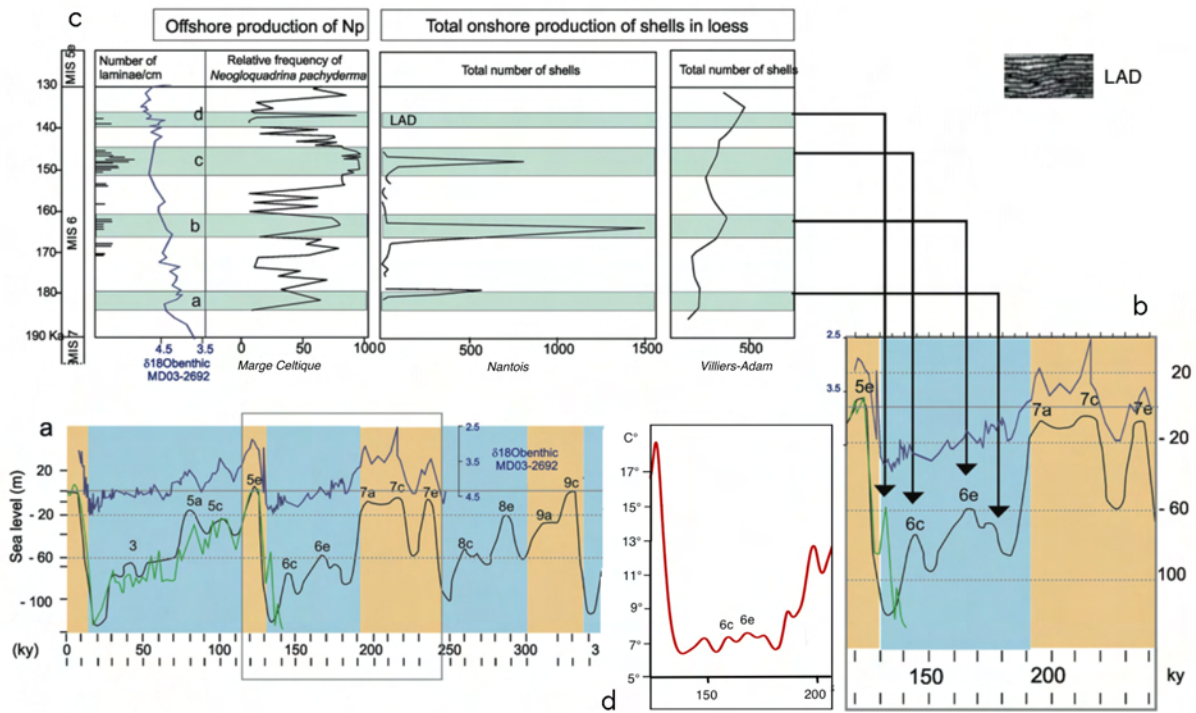 c
Offshore production of Np
Total onshore production of shells in loess
MIS 5e
Number of laminae/cm
Relative frequency of Neogloquadrina pachyderma
Total number of shells
Total number of shells
LAD
130
140
150
160
170
180
190 Ka
MIS 6
MIS 7
d
c
b
a
LAD
4.5 3.5
δ18Obenthic
MD03-2692
0 50 1000
Marge Celtique
500 1000 1500
Nantois
500
Villiers-Adam
b
2.5
3.5
5e
7a
7c
7e
6e
6c
20
- 20
- 60
100
150 200 ky
a
Sea level (m)
20
- 20
- 60
- 100
2.5
3.5
4.5
δ18Obenthic
MD03-2692
3
5a
5c
5e
6c
6e
7a
7c
7e
8c
8e
9a
9c
(ky) 0 50 100 150 200 250 300 3
C°
17°
15°
13°
11°
9°
7°
5°
6c
6e
150 200
d